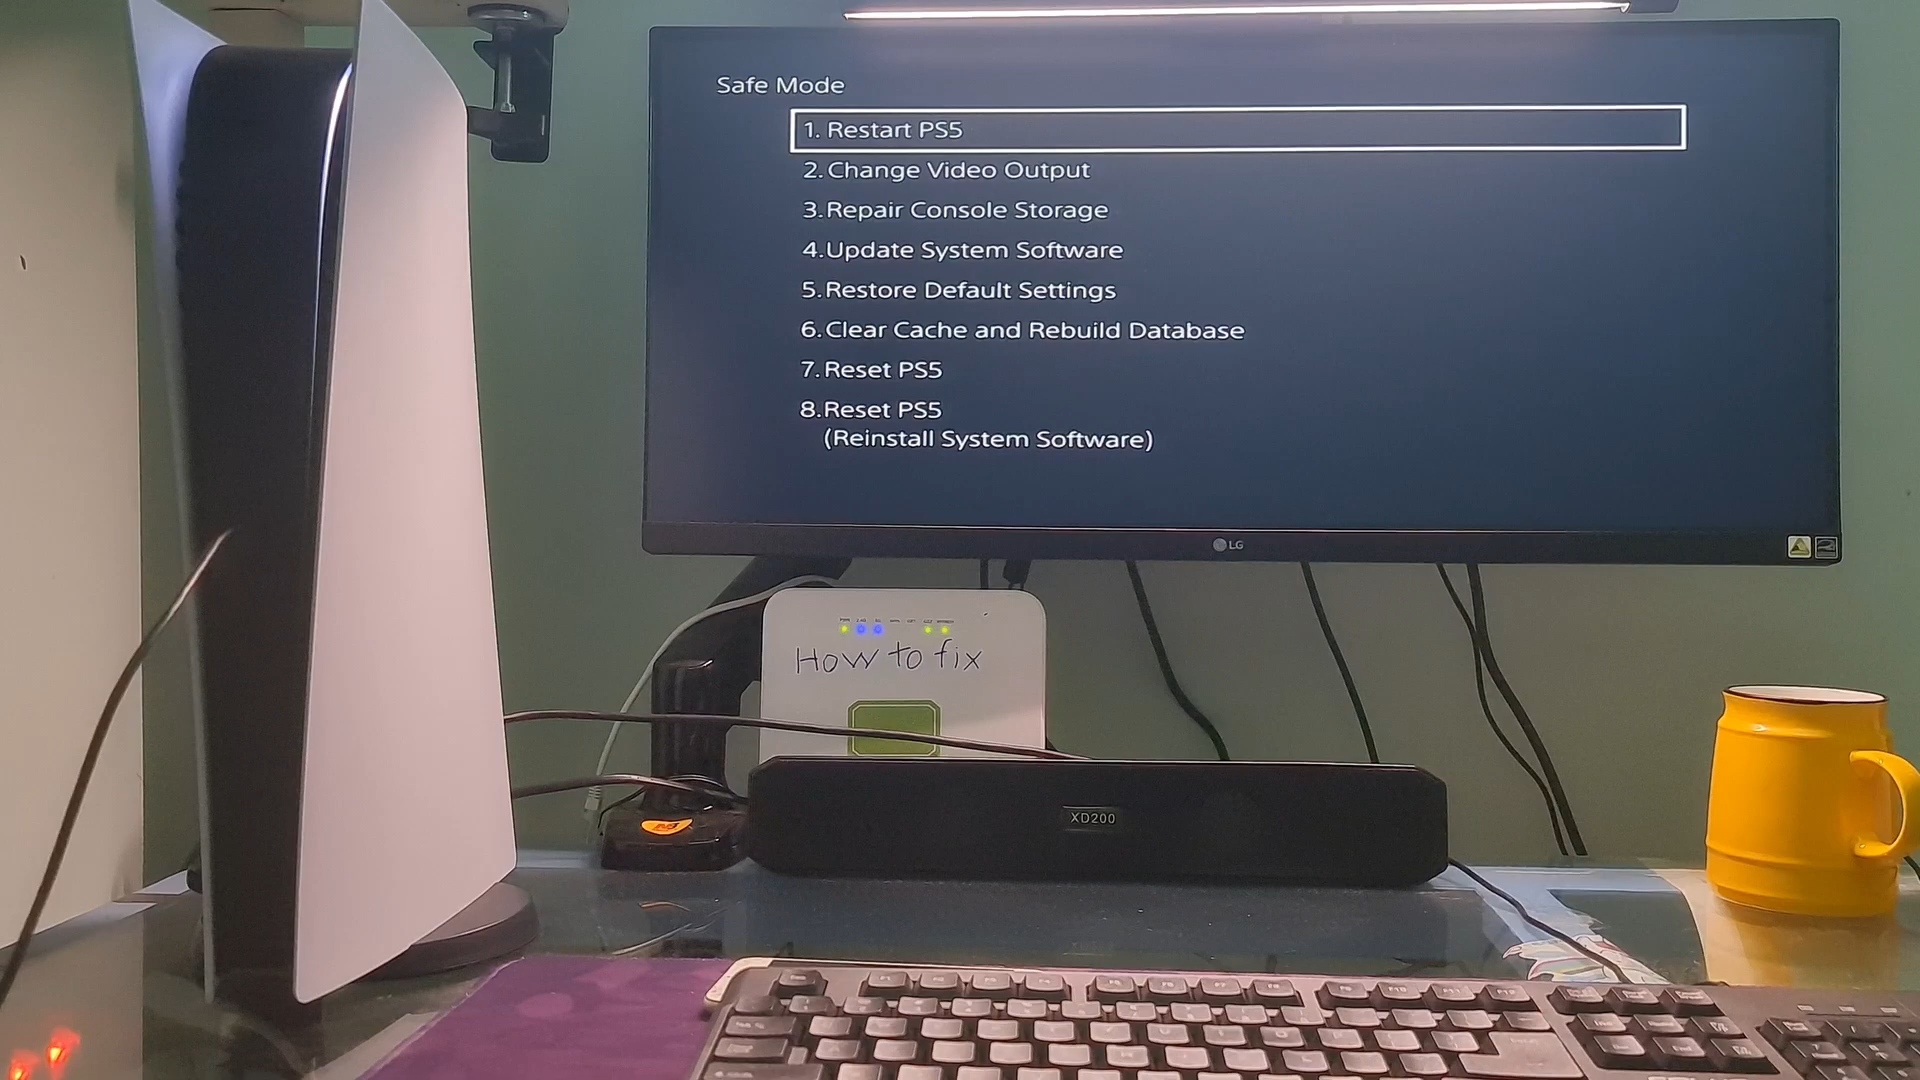 Safe Mode
1. Restart PS5
2. Change Video Output
3. Repair Console Storage
4. Update System Software
5. Restore Default Settings
6. Clear Cache and Rebuild Database
7. Reset PS5
8. Reset PS5
(Reinstall System Software)
LG
How to fix
XD200